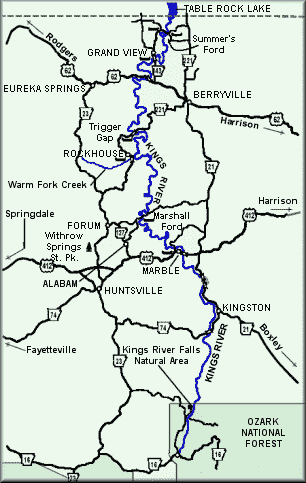 TABLE ROCK LAKE
Summer's
Ford
Rodgers
GRAND VIEW
143
221
62
62
EUREKA SPRINGS
BERRYVILLE
23
62
Harrison
Trigger
Gap
ROCKHOUSE
KINGS
RIVER
21
Warm Fork Creek
Springdale
Harrison
Marshall
Ford
FORUM
127
412
Withrow
Springs
St. Pk.
412
412
MARBLE
ALABAM
HUNTSVILLE
KINGSTON
74
74
21
Boxley
KINGS RIVER
Fayetteville
Kings River Falls
Natural Area
23
OZARK
NATIONAL
FOREST
16
16
16